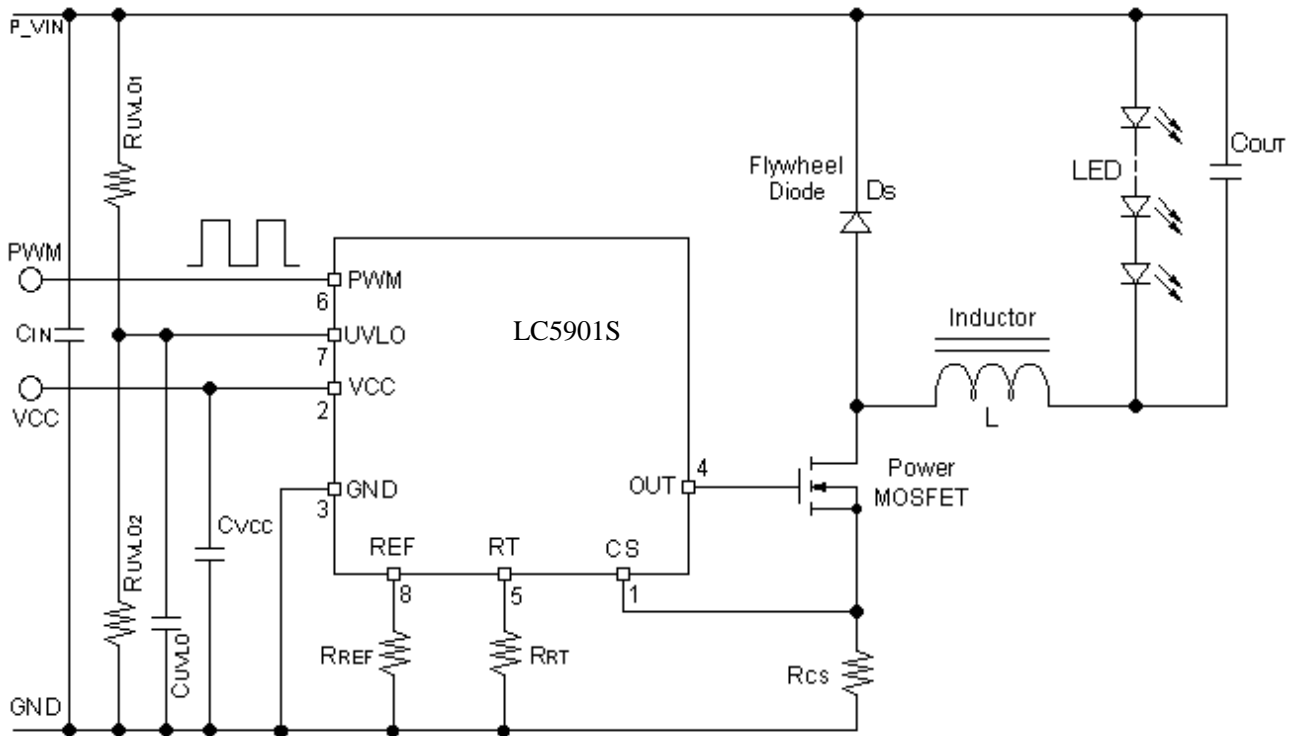 P_VIN
RUVLO1
Flywheel
Diode
Ds
LED
COUT
PWM
PWM
6
CIN
UVLO
7
LC5901S
Inductor
VCC
VCC
2
L
GND
3
OUT
4
Power
MOSFET
CVCC
RUVLO2
REF
RT
CS
8
5
1
CUVLO
RREF
RRT
RCS
GND